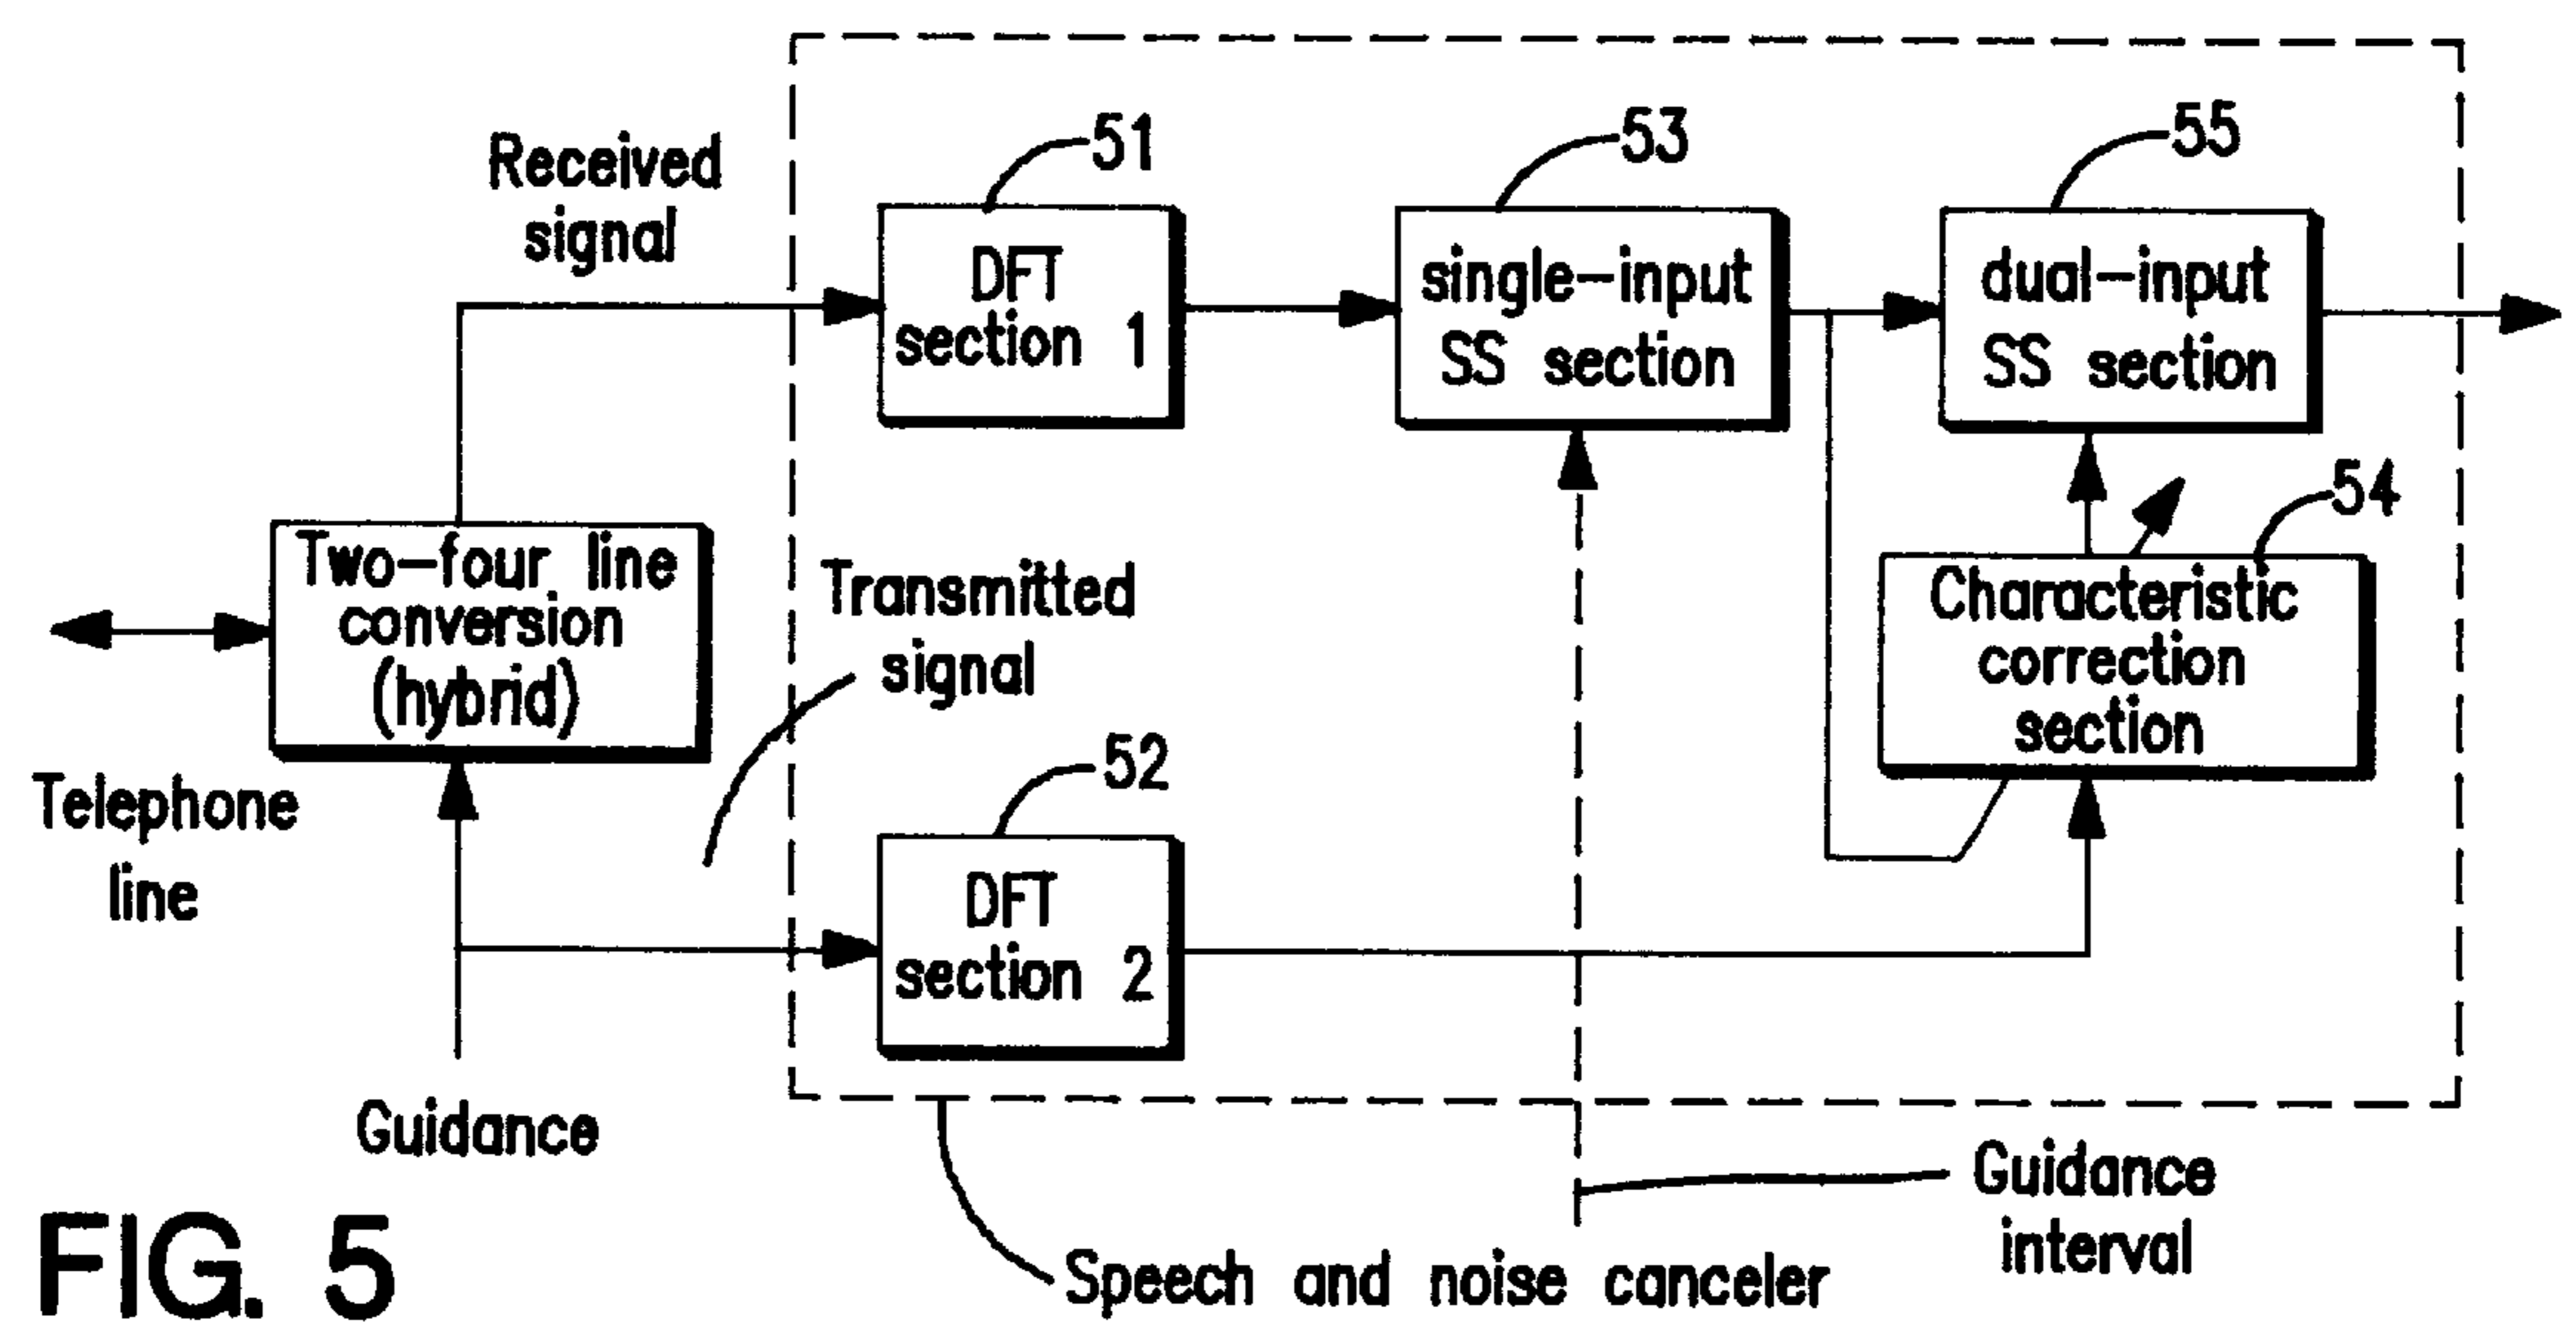 Received
signal
51
53
55
DFT
section 1
single-input
SS section
dual-input
SS section
54
Two-four line
conversion
(hybrid)
Transmitted
signal
Characteristic
correction
section
Telephone
line
52
DFT
section 2
Guidance
Guidance
interval
Speech and noise canceler
FIG. 5